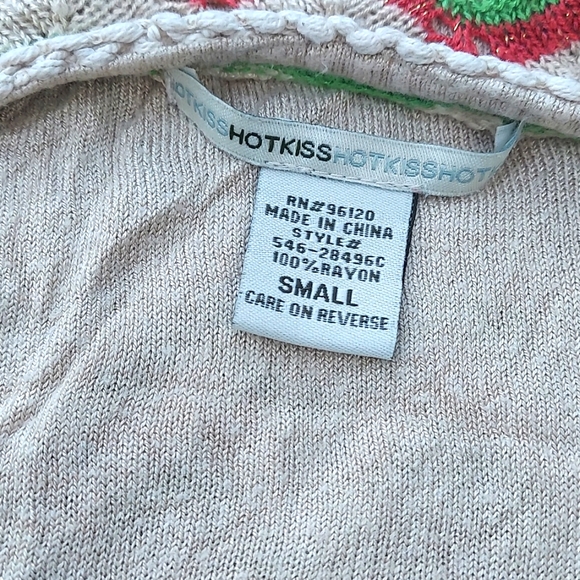 HOTKISSHOTKISSHOTKISSHOT
RN#96120
MADE IN CHINA
STYLE#
546-28496C
100%RAYON
SMALL
CARE ON REVERSE